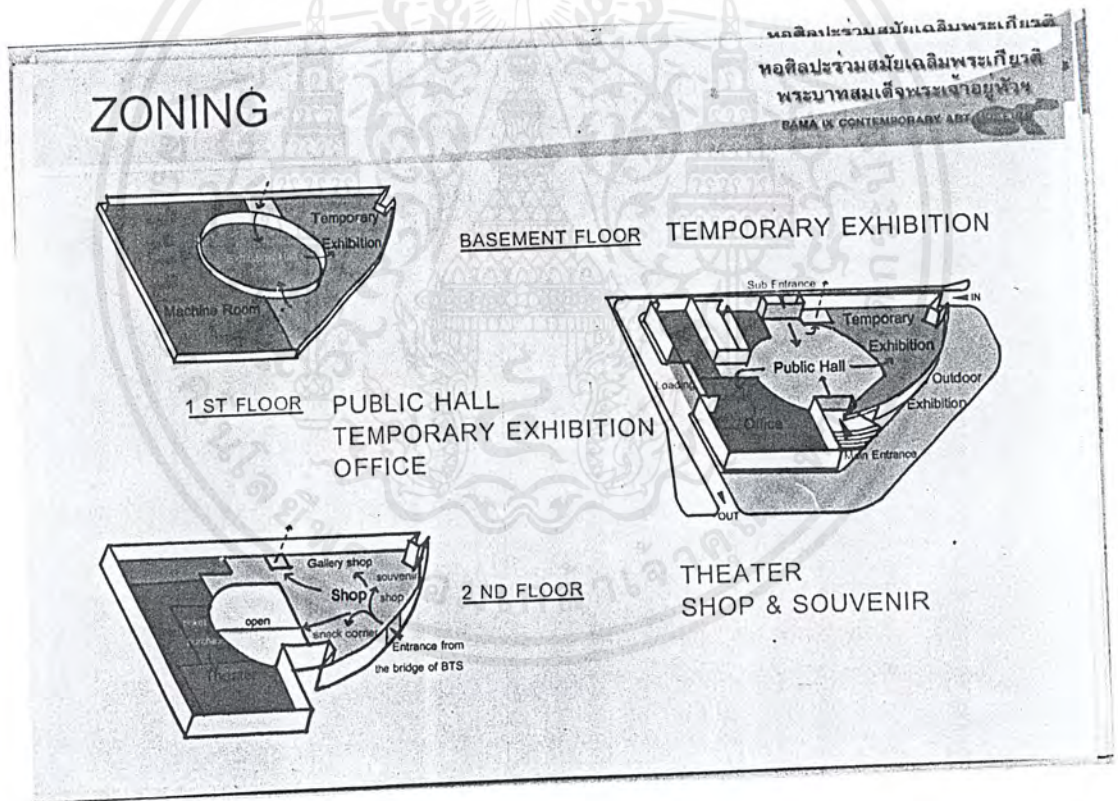 หอศิลปะร่วมสมัยเฉลิมพระเกียรติ
หอศิลปะร่วมสมัยเฉลิมพระเกียรติ
พระบาทสมเด็จพระเจ้าอยู่หัวฯ
RAMA IX CONTEMPORARY ART
ZONING
Temporary
Exhibition
Machine Room
BASEMENT FLOOR TEMPORARY EXHIBITION
1 ST FLOOR PUBLIC HALL
TEMPORARY EXHIBITION
OFFICE
Sub Entrance
IN
Temporary
Exhibition
Public Hall
Loading
Outdoor
Exhibition
Office
Main Entrance
OUT
Gallery shop
souvenir
shop
Shop
open
snack corner
Entrance from
the bridge of BTS
Theater
2 ND FLOOR THEATER
SHOP & SOUVENIR